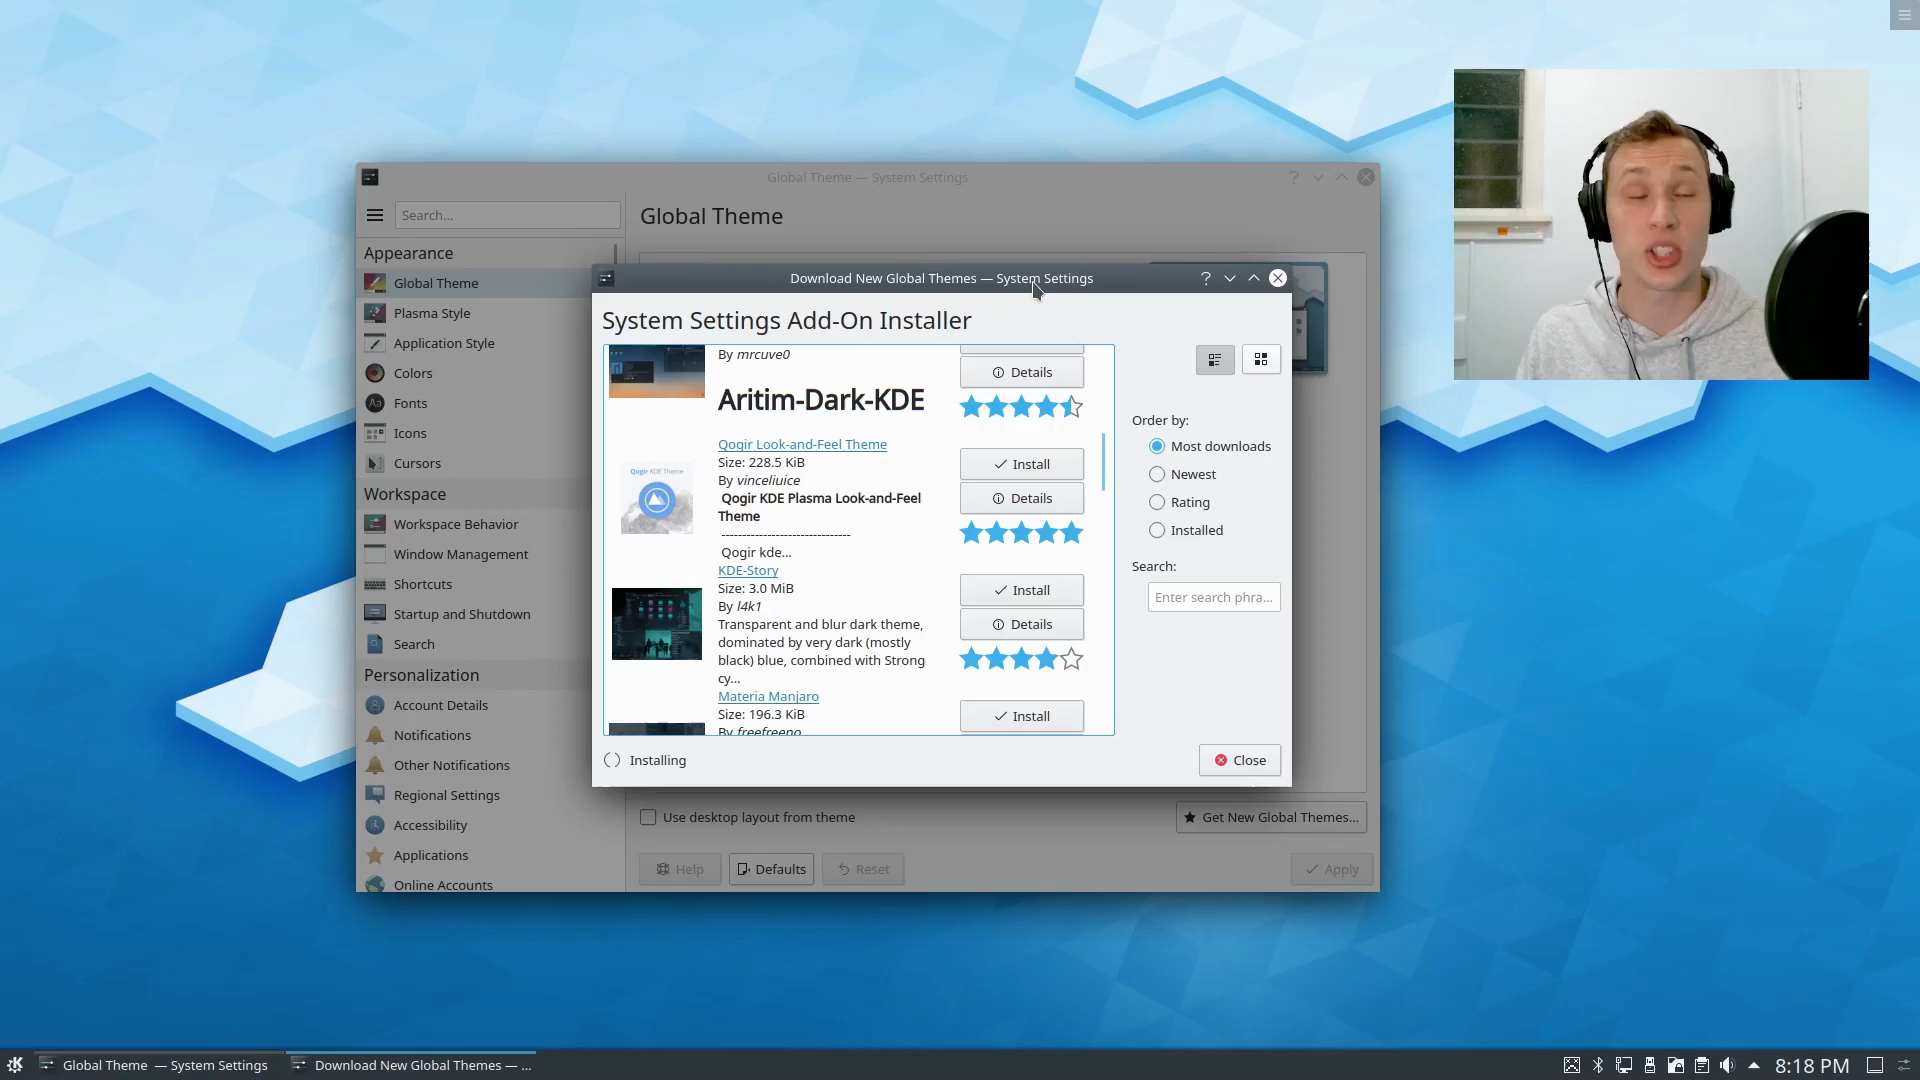 Global Theme — System Settings
Search...
Global Theme
Appearance
Global Theme
Plasma Style
Application Style
Colors
Fonts
Icons
Cursors
Workspace
Workspace Behavior
Window Management
Shortcuts
Startup and Shutdown
Search
Personalization
Account Details
Notifications
Other Notifications
Regional Settings
Accessibility
Applications
Online Accounts
Download New Global Themes — System Settings
System Settings Add-On Installer
By mrcuve0
Details
Aritim-Dark-KDE
Qogir KDE Theme
Qogir Look-and-Feel Theme
Size: 228.5 KiB
By vinceliuice
Qogir KDE Plasma Look-and-Feel
Theme
------------------------------
Qogir kde...
Install
Details
KDE-Story
Size: 3.0 MiB
By l4k1
Transparent and blur dark theme,
dominated by very dark (mostly
black) blue, combined with Strong
cy...
Install
Details
Materia Manjaro
Size: 196.3 KiB
By freefreeno
Install
Order by:
Most downloads
Newest
Rating
Installed
Search:
Enter search phra...
Installing
Close
Use desktop layout from theme
Get New Global Themes...
Help
Defaults
Reset
Apply
Global Theme — System Settings
Download New Global Themes — ...
8:18 PM